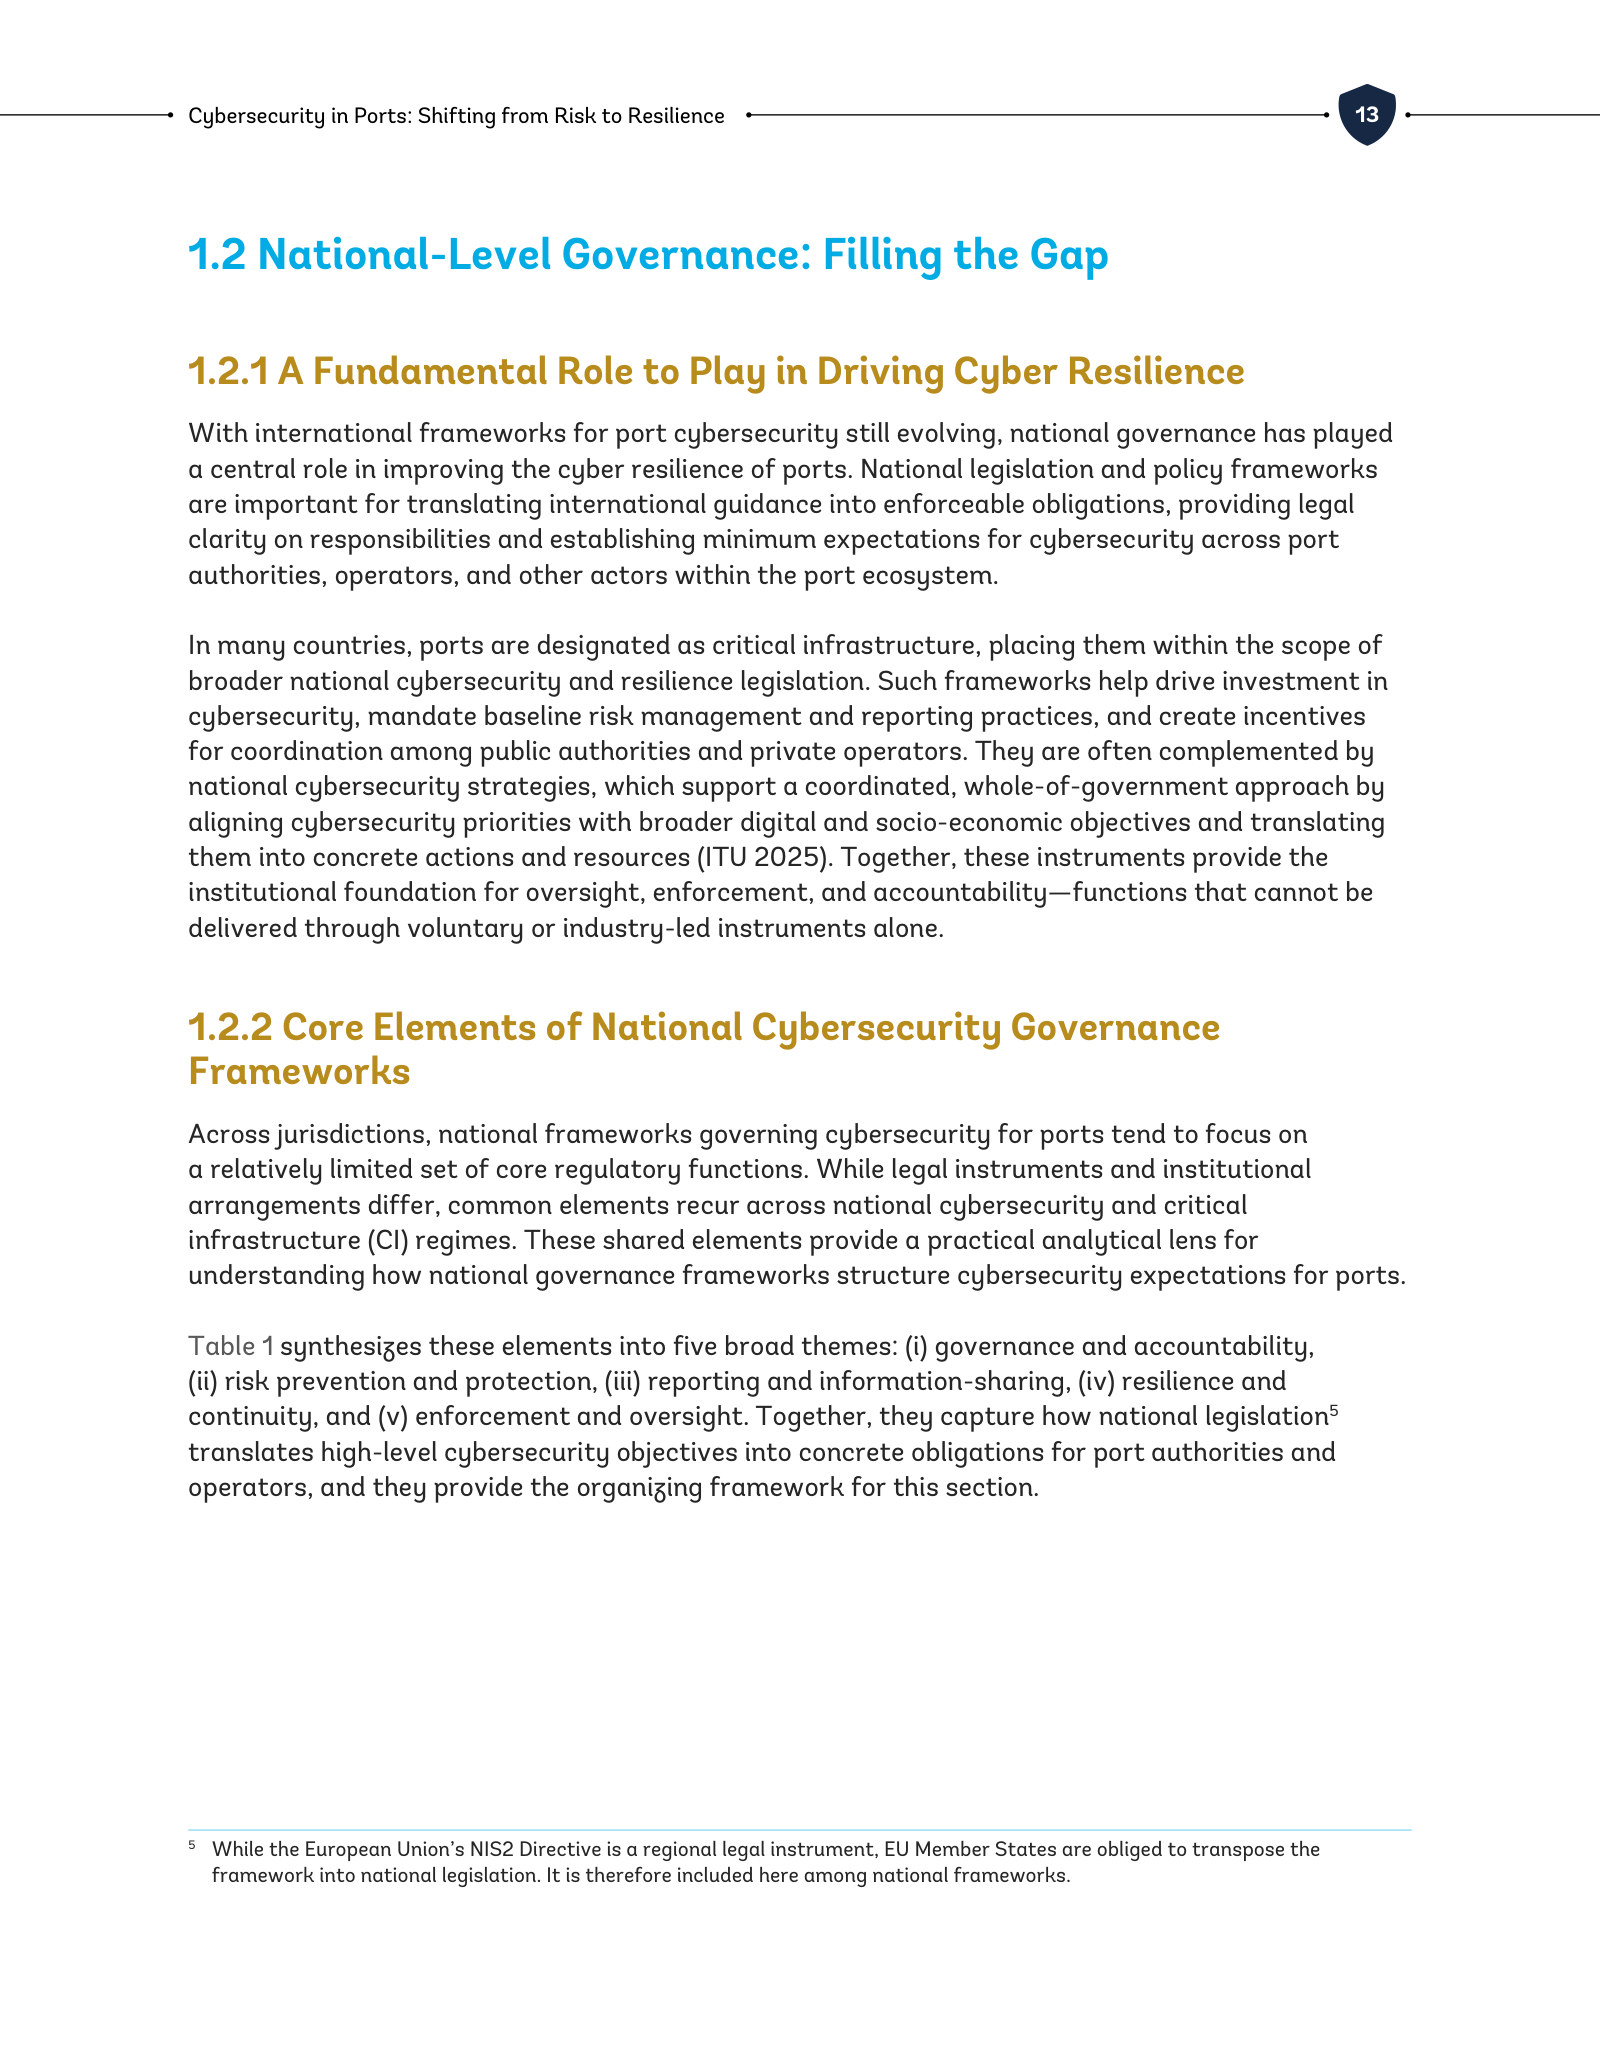 Cybersecurity in Ports: Shifting from Risk to Resilience
13
1.2 National-Level Governance: Filling the Gap
1.2.1 A Fundamental Role to Play in Driving Cyber Resilience
With international frameworks for port cybersecurity still evolving, national governance has played
a central role in improving the cyber resilience of ports. National legislation and policy frameworks
are important for translating international guidance into enforceable obligations, providing legal
clarity on responsibilities and establishing minimum expectations for cybersecurity across port
authorities, operators, and other actors within the port ecosystem.
In many countries, ports are designated as critical infrastructure, placing them within the scope of
broader national cybersecurity and resilience legislation. Such frameworks help drive investment in
cybersecurity, mandate baseline risk management and reporting practices, and create incentives
for coordination among public authorities and private operators. They are often complemented by
national cybersecurity strategies, which support a coordinated, whole-of-government approach by
aligning cybersecurity priorities with broader digital and socio-economic objectives and translating
them into concrete actions and resources (ITU 2025). Together, these instruments provide the
institutional foundation for oversight, enforcement, and accountability—functions that cannot be
delivered through voluntary or industry-led instruments alone.
1.2.2 Core Elements of National Cybersecurity Governance
Frameworks
Across jurisdictions, national frameworks governing cybersecurity for ports tend to focus on
a relatively limited set of core regulatory functions. While legal instruments and institutional
arrangements differ, common elements recur across national cybersecurity and critical
infrastructure (CI) regimes. These shared elements provide a practical analytical lens for
understanding how national governance frameworks structure cybersecurity expectations for ports.
Table 1 synthesizes these elements into five broad themes: (i) governance and accountability,
(ii) risk prevention and protection, (iii) reporting and information-sharing, (iv) resilience and
continuity, and (v) enforcement and oversight. Together, they capture how national legislation⁵
translates high-level cybersecurity objectives into concrete obligations for port authorities and
operators, and they provide the organizing framework for this section.
⁵ While the European Union’s NIS2 Directive is a regional legal instrument, EU Member States are obliged to transpose the
framework into national legislation. It is therefore included here among national frameworks.